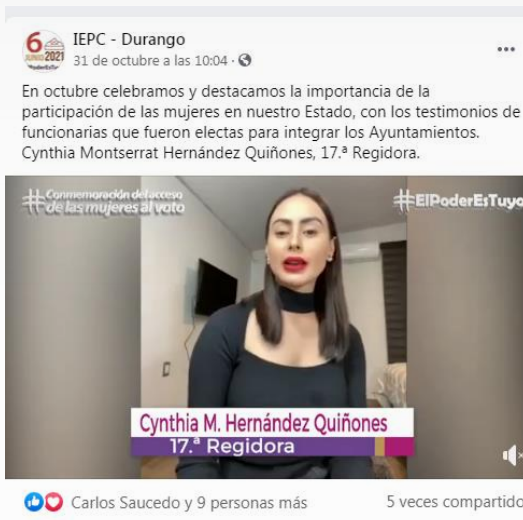 6
JUNIO 2021
IEPC - Durango
31 de octubre a las 10:04 ·
En octubre celebramos y destacamos la importancia de la
participación de las mujeres en nuestro Estado, con los testimonios de
funcionarias que fueron electas para integrar los Ayuntamientos.
Cynthia Montserrat Hernández Quiñones, 17.ª Regidora.
#Conmemoración del acceso
de las mujeres al voto
#ElPoderEsTuyo
Cynthia M. Hernández Quiñones
17.ª Regidora
Carlos Saucedo y 9 personas más
5 veces compartido